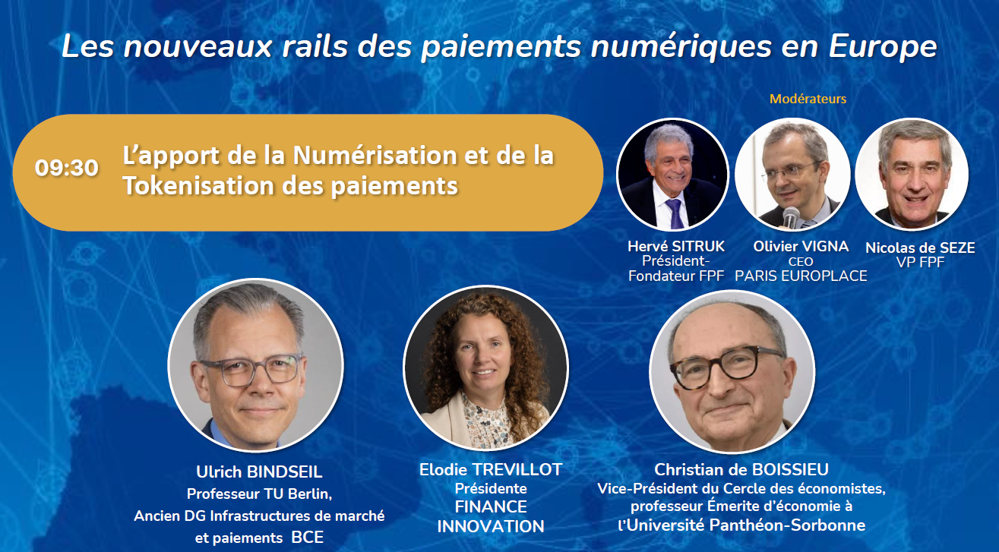 Les nouveaux rails des paiements numériques en Europe
Modérateurs
09:30
L’apport de la Numérisation et de la
Tokenisation des paiements
Hervé SITRUK
Président-
Fondateur FPF
Olivier VIGNA
CEO
PARIS EUROPLACE
Nicolas de SEZE
VP FPF
Ulrich BINDSEIL
Professeur TU Berlin,
Ancien DG Infrastructures de marché
et paiements BCE
Elodie TREVILLOT
Présidente
FINANCE
INNOVATION
Christian de BOISSIEU
Vice-Président du Cercle des économistes,
professeur Émerite d’économie à
l’Université Panthéon-Sorbonne